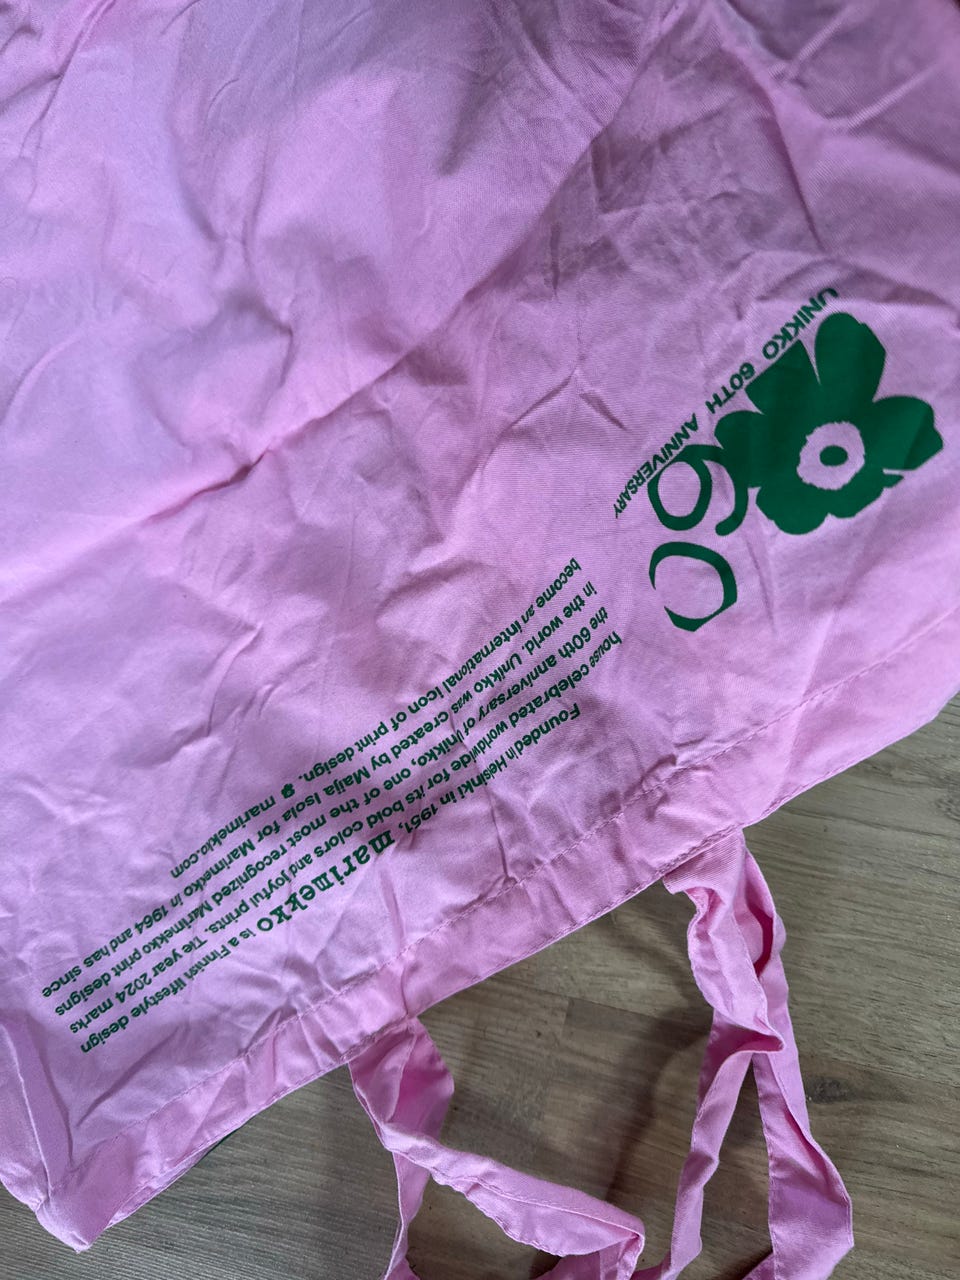 60
UNIKKO 60TH ANNIVERSARY
Founded in Helsinki in 1951, marimekko is a Finnish lifestyle design
house celebrated worldwide for its bold colors and joyful prints. The year 2024 marks
the 60th anniversary of Unikko, one of the most recognized Marimekko print designs
in the world. Unikko was created by Maija Isola for Marimekko in 1964 and has since
become an international icon of print design. marimekko.com